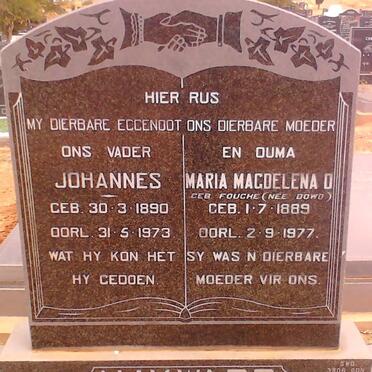 HIER RUS
MY DIERBARE EGGENOOT ONS DIERBARE MOEDER
ONS VADER EN OUMA
JOHANNES MARIA MAGDELENA D
GEB. FOUCHE (NÉE DOWD)
GEB. 30-3-1890 GEB. 1-7-1889
OORL. 31-5-1973 OORL. 2-9-1977.
WAT HY KON HET SY WAS N DIERBARE
HY GEDOEN. MOEDER VIR ONS.